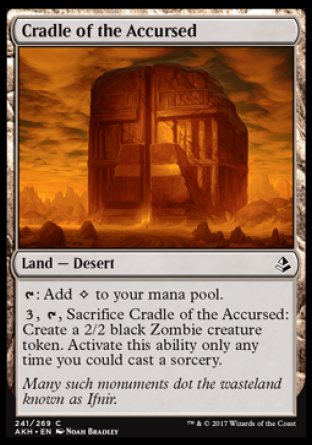 Cradle of the Accursed
Land — Desert
: Add to your mana pool.
3, , Sacrifice Cradle of the Accursed:
Create a 2/2 black Zombie creature
token. Activate this ability only any
time you could cast a sorcery.
Many such monuments dot the wasteland
known as Ifnir.
241/269 C
AKH • EN Noah Bradley
™ & © 2017 Wizards of the Coast